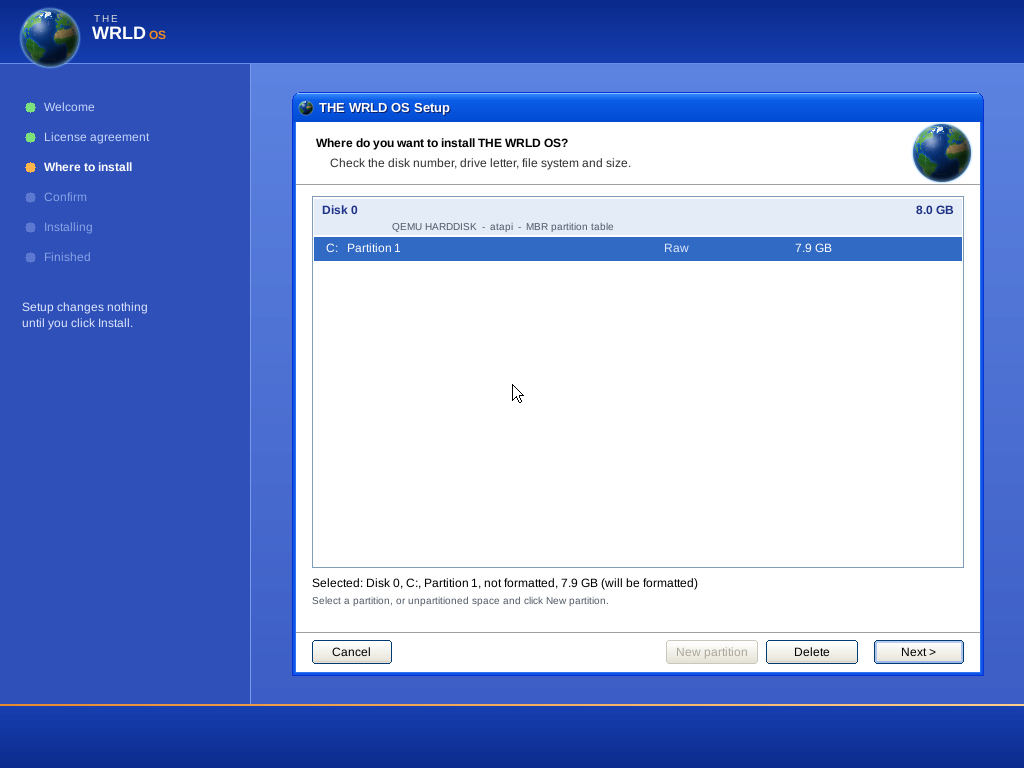 THE
WRLD OS
Welcome
License agreement
Where to install
Confirm
Installing
Finished
Setup changes nothing
until you click Install.
THE WRLD OS Setup
Where do you want to install THE WRLD OS?
Check the disk number, drive letter, file system and size.
Disk 0 8.0 GB
QEMU HARDDISK - atapi - MBR partition table
C: Partition 1 Raw 7.9 GB
Selected: Disk 0, C:, Partition 1, not formatted, 7.9 GB (will be formatted)
Select a partition, or unpartitioned space and click New partition.
Cancel New partition Delete Next >